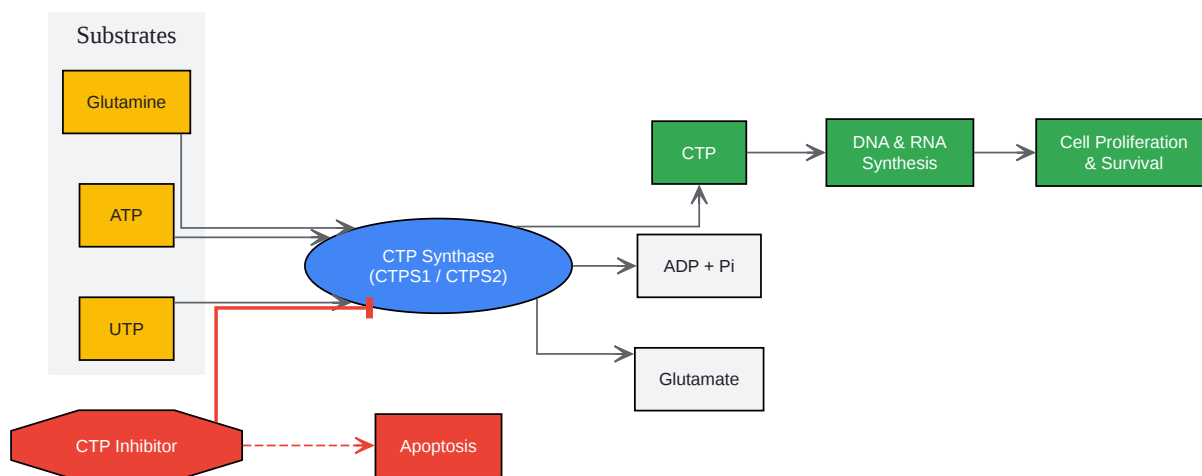 Substrates
Glutamine
ATP
UTP
CTP Synthase
(CTPS1 / CTPS2)
CTP
DNA & RNA
Synthesis
Cell Proliferation
& Survival
ADP + Pi
Glutamate
CTP Inhibitor
Apoptosis